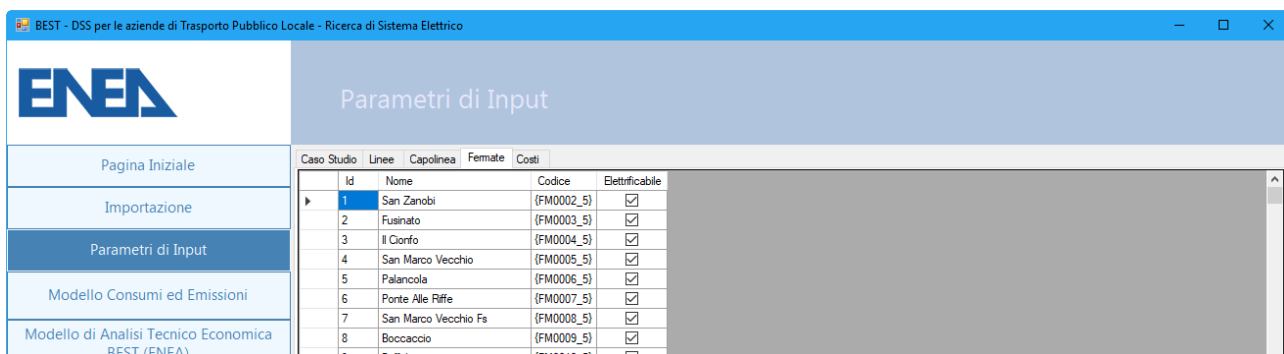 BEST - DSS per le aziende di Trasporto Pubblico Locale - Ricerca di Sistema Elettrico
ENEA
Parametri di Input
Pagina Iniziale
Importazione
Parametri di Input
Modello Consumi ed Emissioni
Modello di Analisi Tecnico Economica
BEST (ENEA)
Caso Studio Linee Capolinea Fermate Costi
Id Nome Codice Elettrificabile
1 San Zanobi {FM0002_5}
2 Fusinato {FM0003_5}
3 Il Cionfo {FM0004_5}
4 San Marco Vecchio {FM0005_5}
5 Palancola {FM0006_5}
6 Ponte Alle Riffe {FM0007_5}
7 San Marco Vecchio Fs {FM0008_5}
8 Boccaccio {FM0009_5}